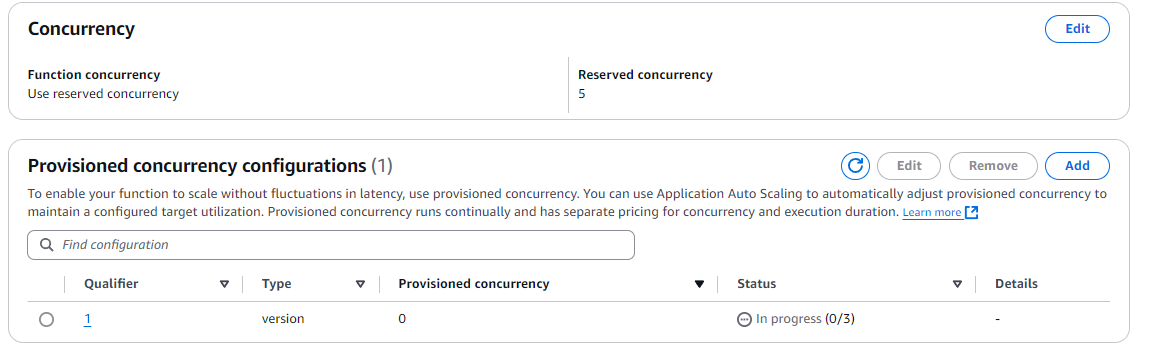 Concurrency
Edit
Function concurrency
Reserved concurrency
Use reserved concurrency
5
Provisioned concurrency configurations (1)
Edit
Remove
Add
To enable your function to scale without fluctuations in latency, use provisioned concurrency. You can use Application Auto Scaling to automatically adjust provisioned concurrency to
maintain a configured target utilization. Provisioned concurrency runs continually and has separate pricing for concurrency and execution duration. Learn more
Find configuration
Qualifier Type Provisioned concurrency Status Details
1 version 0 In progress (0/3) -